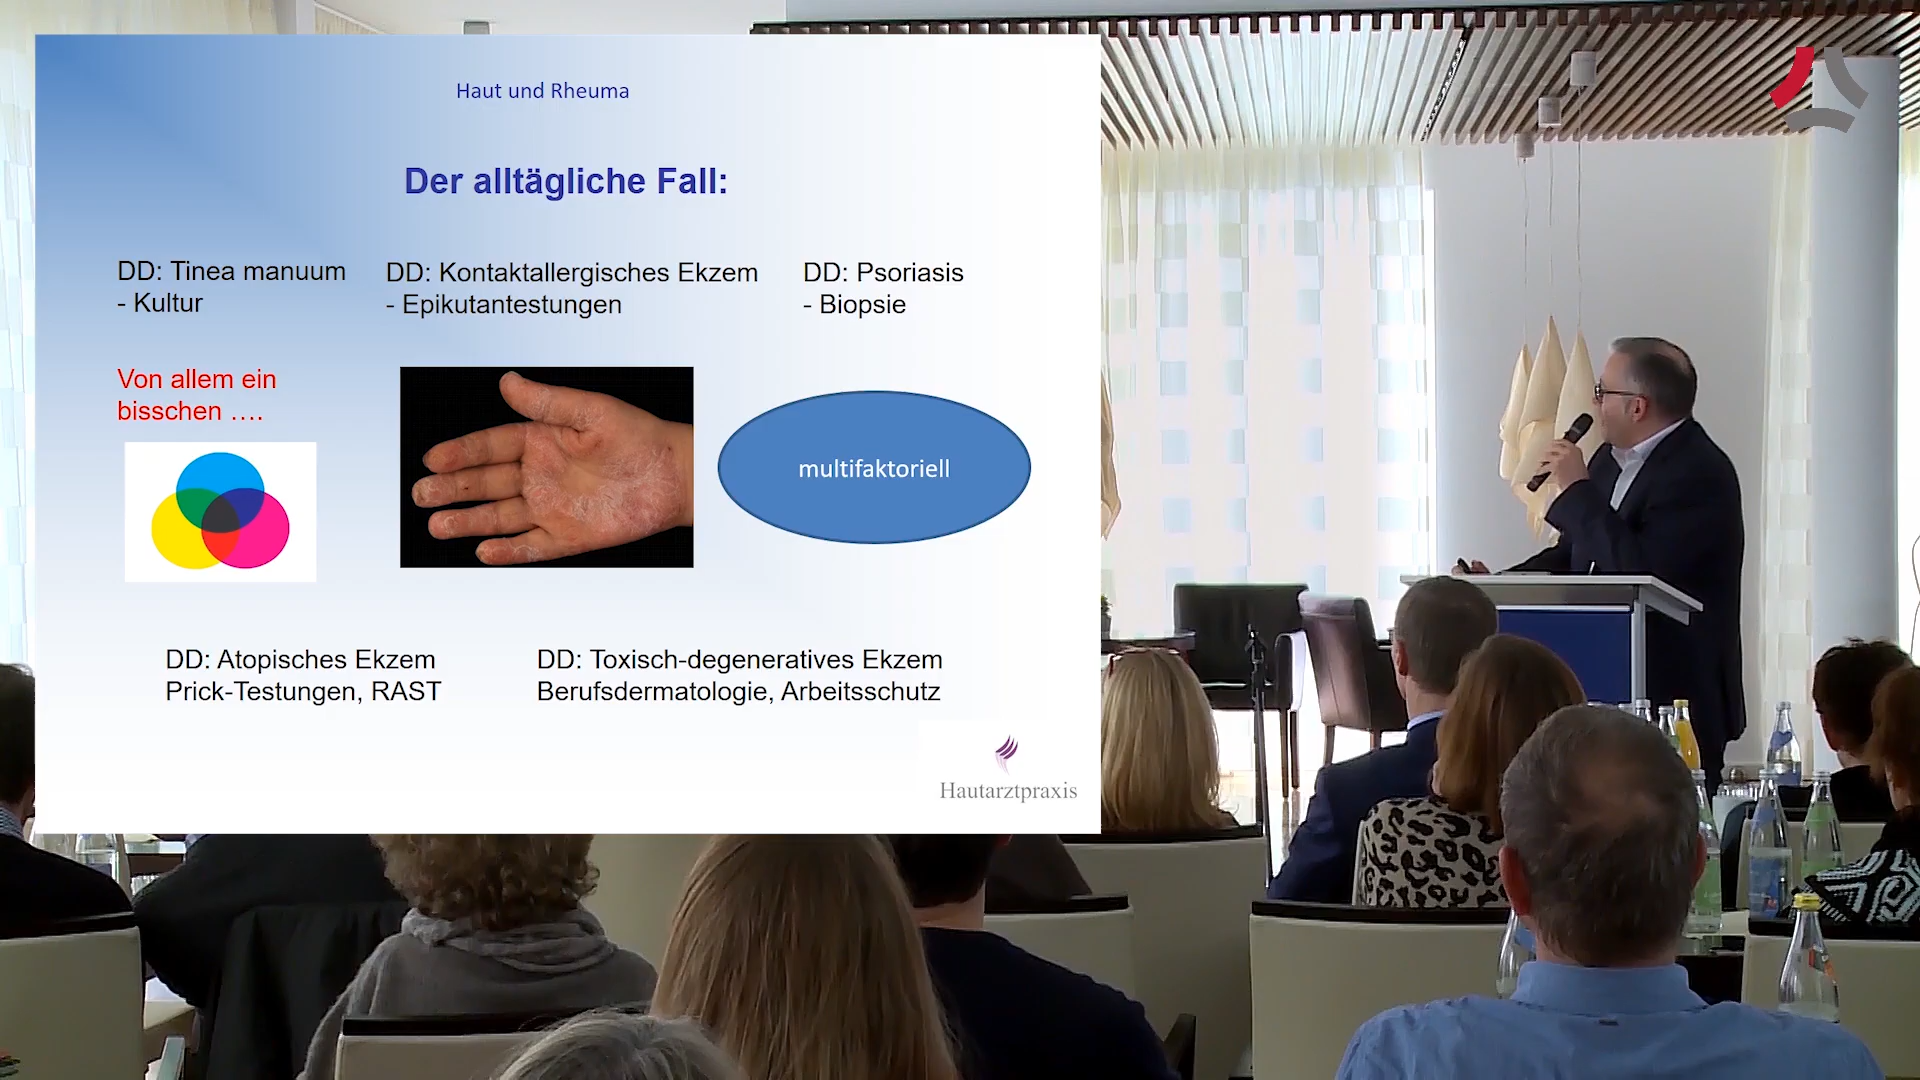 Haut und Rheuma
Der alltägliche Fall:
DD: Tinea manuum
- Kultur
DD: Kontaktallergisches Ekzem
- Epikutantestungen
DD: Psoriasis
- Biopsie
Von allem ein
bisschen ....
multifaktoriell
DD: Atopisches Ekzem
Prick-Testungen, RAST
DD: Toxisch-degeneratives Ekzem
Berufsdermatologie, Arbeitsschutz
Hautarztpraxis